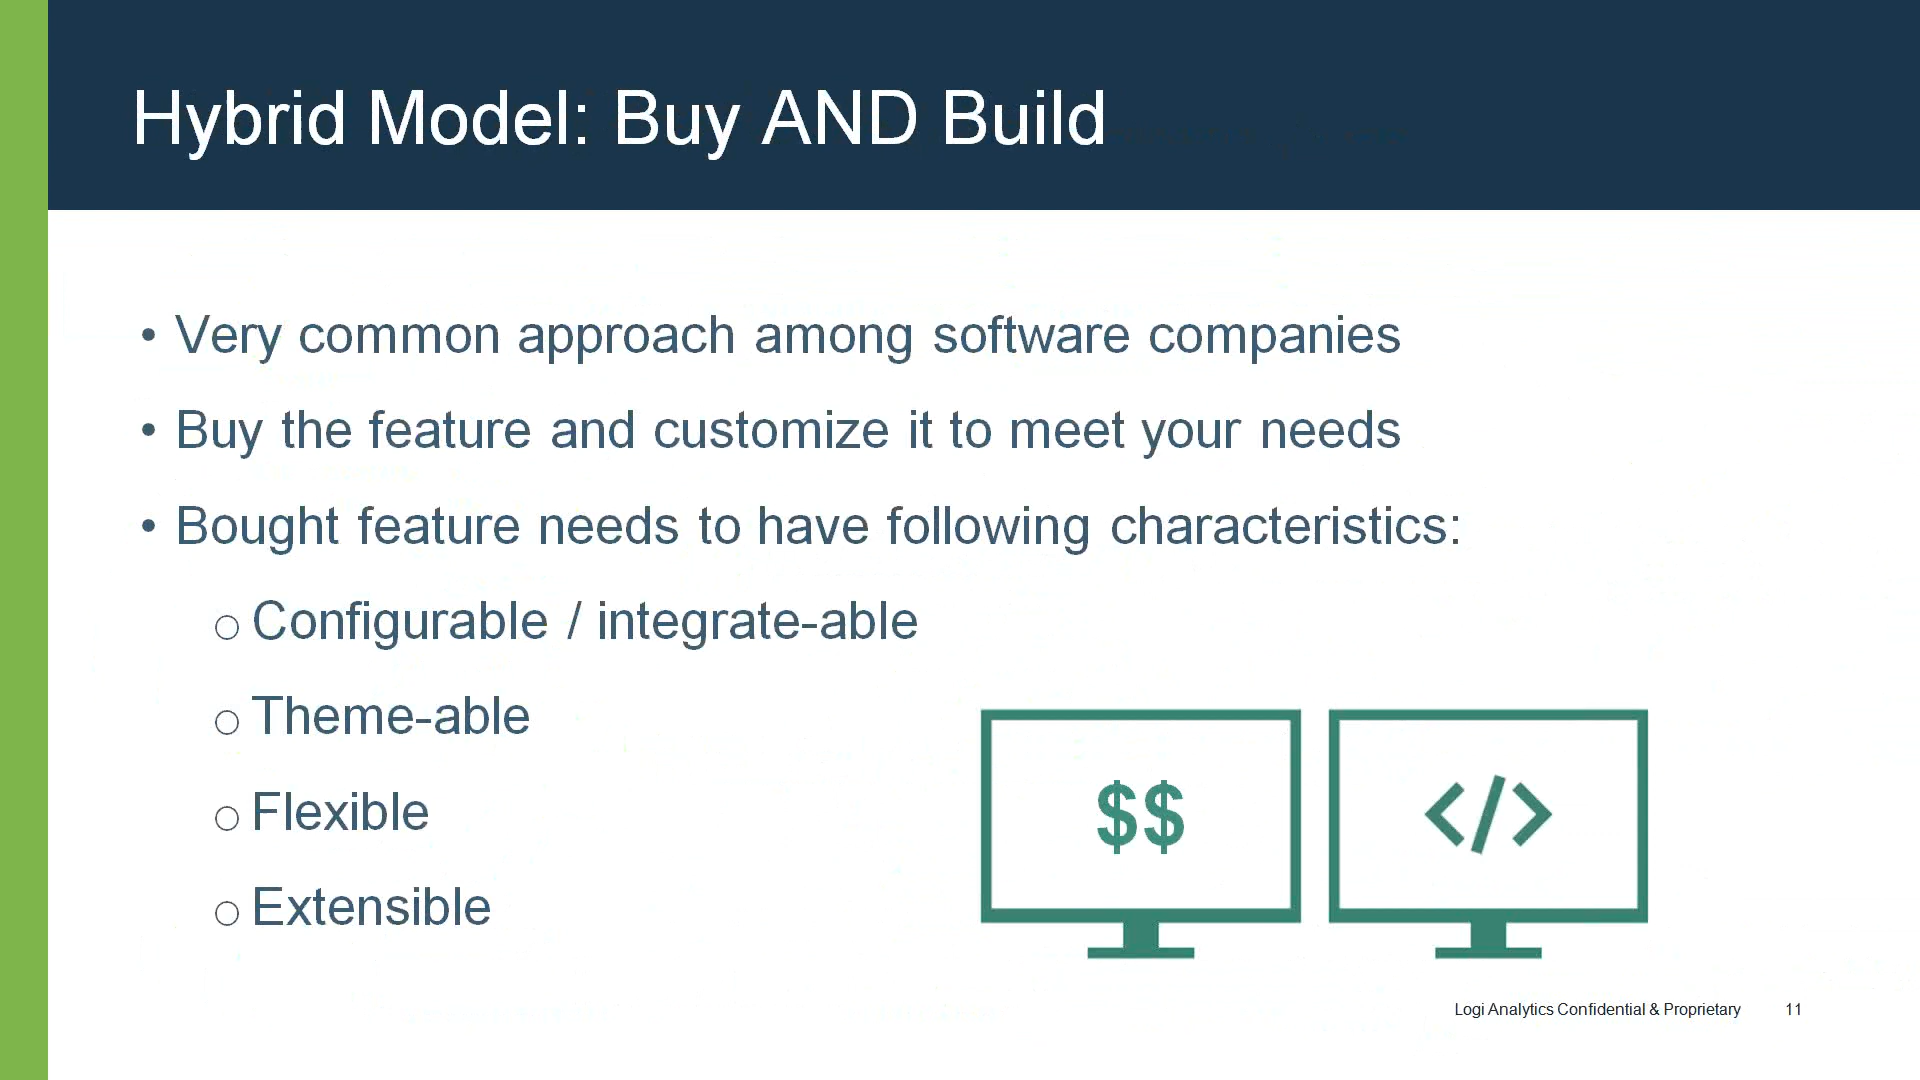 Hybrid Model: Buy AND Build
• Very common approach among software companies
• Buy the feature and customize it to meet your needs
• Bought feature needs to have following characteristics:
○ Configurable / integrate-able
○ Theme-able
○ Flexible
○ Extensible
$$ </>
Logi Analytics Confidential & Proprietary 11